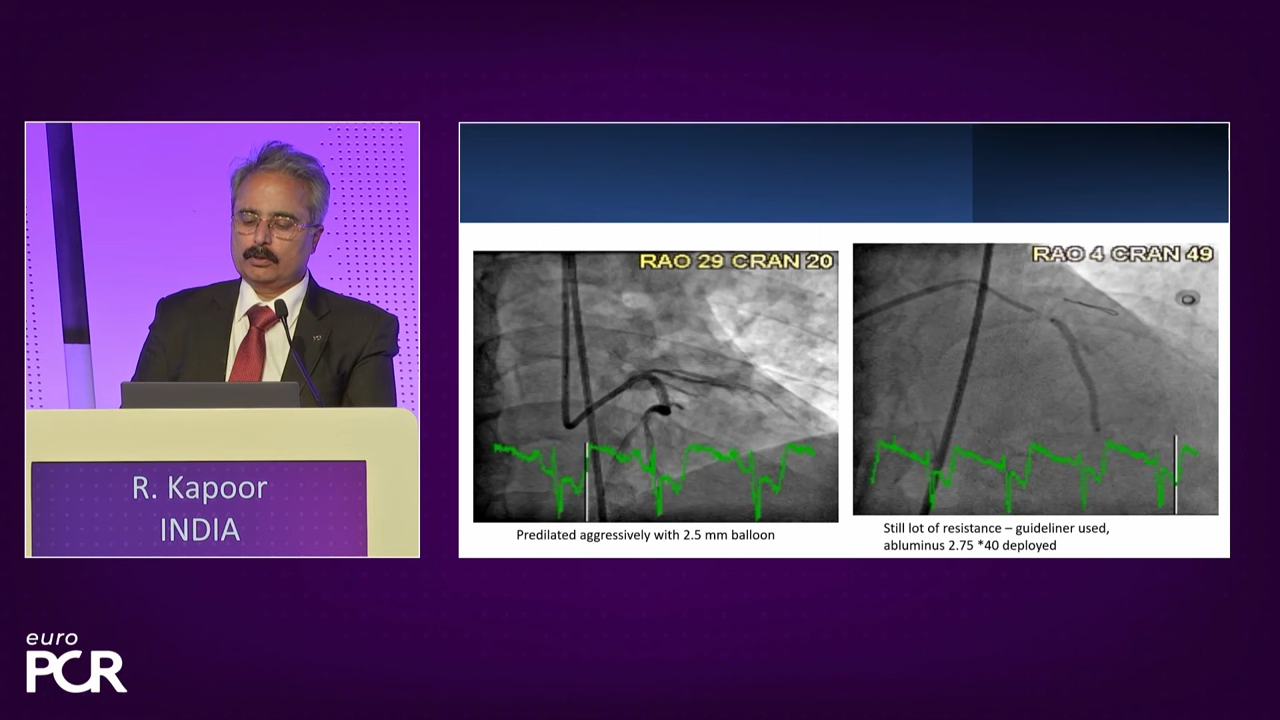 R. Kapoor
INDIA
RAO 29 CRAN 20
Predilated aggressively with 2.5 mm balloon
RAO 4 CRAN 49
Still lot of resistance – guideliner used,
abluminus 2.75 *40 deployed
euro
PCR